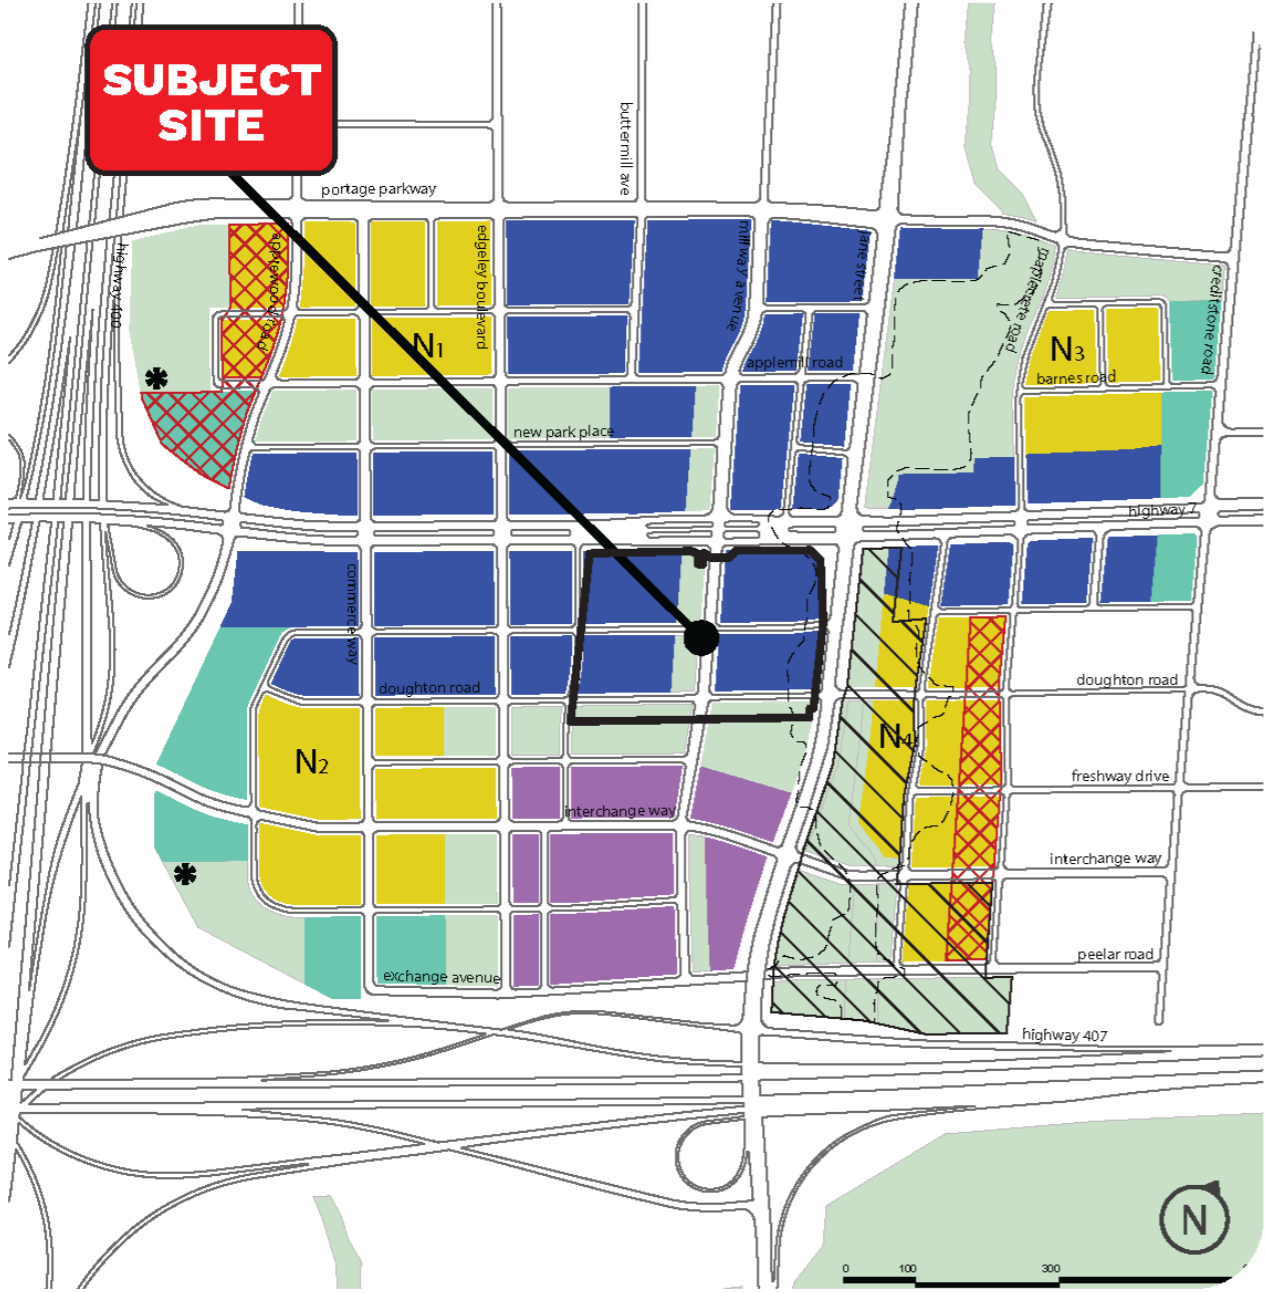 SUBJECT
SITE
buttermill ave
portage parkway
highway 400
applewood road
edgeley boulevard
millway avenue
jane street
maplecrete road
creditstone road
N1
N3
applemill road
barnes road
new park place
highway 7
commerce way
doughton road
doughton road
N2
N4
freshway drive
interchange way
interchange way
exchange avenue
peelar road
highway 407
N
0 100 300